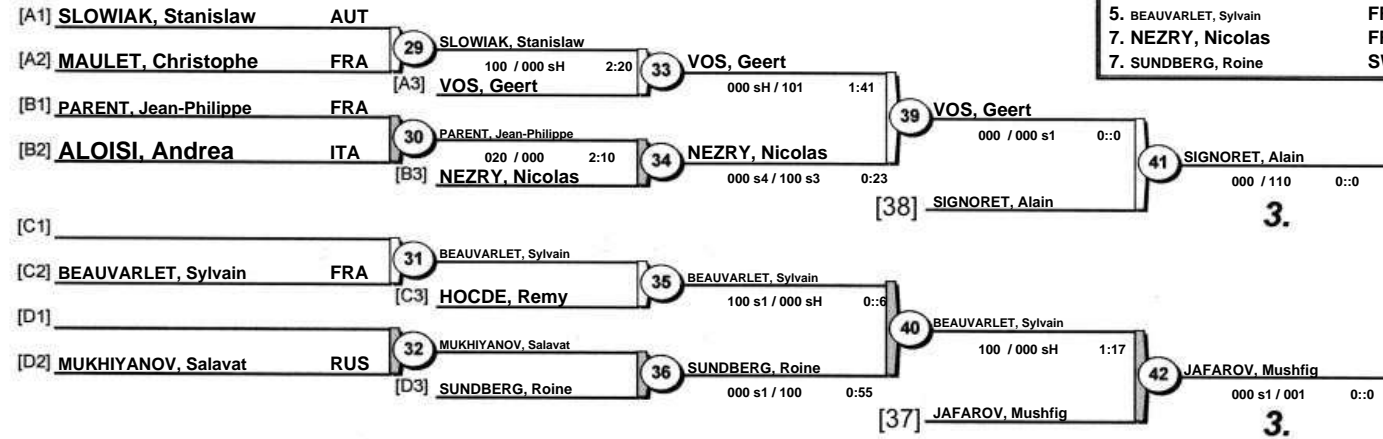 [A1] SLOWIAK, Stanislaw AUT
5. BEAUVARLET, Sylvain
29 SLOWIAK, Stanislaw
[A2] MAULET, Christophe FRA
7. NEZRY, Nicolas
100 / 000 sH 2:20 33 VOS, Geert
7. SUNDBERG, Roine
[A3] VOS, Geert
000 sH / 101 1:41
[B1] PARENT, Jean-Philippe FRA
39 VOS, Geert
30 PARENT, Jean-Philippe
000 / 000 s1 0::0
[B2] ALOISI, Andrea ITA
020 / 000 2:10 34 NEZRY, Nicolas
41 SIGNORET, Alain
[B3] NEZRY, Nicolas
000 s4 / 100 s3 0:23
000 / 110 0::0
[38] SIGNORET, Alain
3.
[C1]
31 BEAUVARLET, Sylvain
[C2] BEAUVARLET, Sylvain FRA
35 BEAUVARLET, Sylvain
[C3] HOCDE, Remy
100 s1 / 000 sH 0::6
[D1]
40 BEAUVARLET, Sylvain
32 MUKHIYANOV, Salavat
100 / 000 sH 1:17
[D2] MUKHIYANOV, Salavat RUS
36 SUNDBERG, Roine
42 JAFAROV, Mushfig
[D3] SUNDBERG, Roine
000 s1 / 100 0:55
000 s1 / 001 0::0
[37] JAFAROV, Mushfig
3.